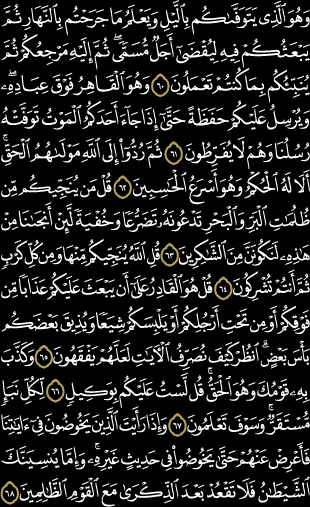 وَهُوَ ٱلَّذِى يَتَوَفَّىٰكُم بِٱلَّيْلِ وَيَعْلَمُ مَا جَرَحْتُم بِٱلنَّهَارِ ثُمَّ
يَبْعَثُكُمْ فِيهِ لِيُقْضَىٰٓ أَجَلٌ مُّسَمًّى ۖ ثُمَّ إِلَيْهِ مَرْجِعُكُمْ ثُمَّ
يُنَبِّئُكُم بِمَا كُنتُمْ تَعْمَلُونَ ٦٠ وَهُوَ ٱلْقَاهِرُ فَوْقَ عِبَادِهِۦ ۖ
وَيُرْسِلُ عَلَيْكُمْ حَفَظَةً حَتَّىٰٓ إِذَا جَآءَ أَحَدَكُمُ ٱلْمَوْتُ تَوَفَّتْهُ
رُسُلُنَا وَهُمْ لَا يُفَرِّطُونَ ٦١ ثُمَّ رُدُّوٓا۟ إِلَى ٱللَّهِ مَوْلَىٰهُمُ ٱلْحَقِّ ۚ
أَلَا لَهُ ٱلْحُكْمُ وَهُوَ أَسْرَعُ ٱلْحَٰسِبِينَ ٦٢ قُلْ مَن يُنَجِّيكُم مِّن
ظُلُمَٰتِ ٱلْبَرِّ وَٱلْبَحْرِ تَدْعُونَهُۥ تَضَرُّعًا وَخُفْيَةً لَّئِنْ أَنجَىٰنَا مِنْ
هَٰذِهِۦ لَنَكُونَنَّ مِنَ ٱلشَّٰكِرِينَ ٦٣ قُلِ ٱللَّهُ يُنَجِّيكُم مِّنْهَا وَمِن كُلِّ كَرْبٍ
ثُمَّ أَنتُمْ تُشْرِكُونَ ٦٤ قُلْ هُوَ ٱلْقَادِرُ عَلَىٰٓ أَن يَبْعَثَ عَلَيْكُمْ عَذَابًا مِّن
فَوْقِكُمْ أَوْ مِن تَحْتِ أَرْجُلِكُمْ أَوْ يَلْبِسَكُمْ شِيَعًا وَيُذِيقَ بَعْضَكُم
بَأْسَ بَعْضٍ ۗ ٱنظُرْ كَيْفَ نُصَرِّفُ ٱلْءَايَٰتِ لَعَلَّهُمْ يَفْقَهُونَ ٦٥ وَكَذَّبَ
بِهِۦ قَوْمُكَ وَهُوَ ٱلْحَقُّ ۚ قُل لَّسْتُ عَلَيْكُم بِوَكِيلٍ ٦٦ لِّكُلِّ نَبَإٍ
مُّسْتَقَرٌّ ۚ وَسَوْفَ تَعْلَمُونَ ٦٧ وَإِذَا رَأَيْتَ ٱلَّذِينَ يَخُوضُونَ فِىٓ ءَايَٰتِنَا
فَأَعْرِضْ عَنْهُمْ حَتَّىٰ يَخُوضُوا۟ فِى حَدِيثٍ غَيْرِهِۦ ۚ وَإِمَّا يُنسِيَنَّكَ
ٱلشَّيْطَٰنُ فَلَا تَقْعُدْ بَعْدَ ٱلذِّكْرَىٰ مَعَ ٱلْقَوْمِ ٱلظَّٰلِمِينَ ٦٨